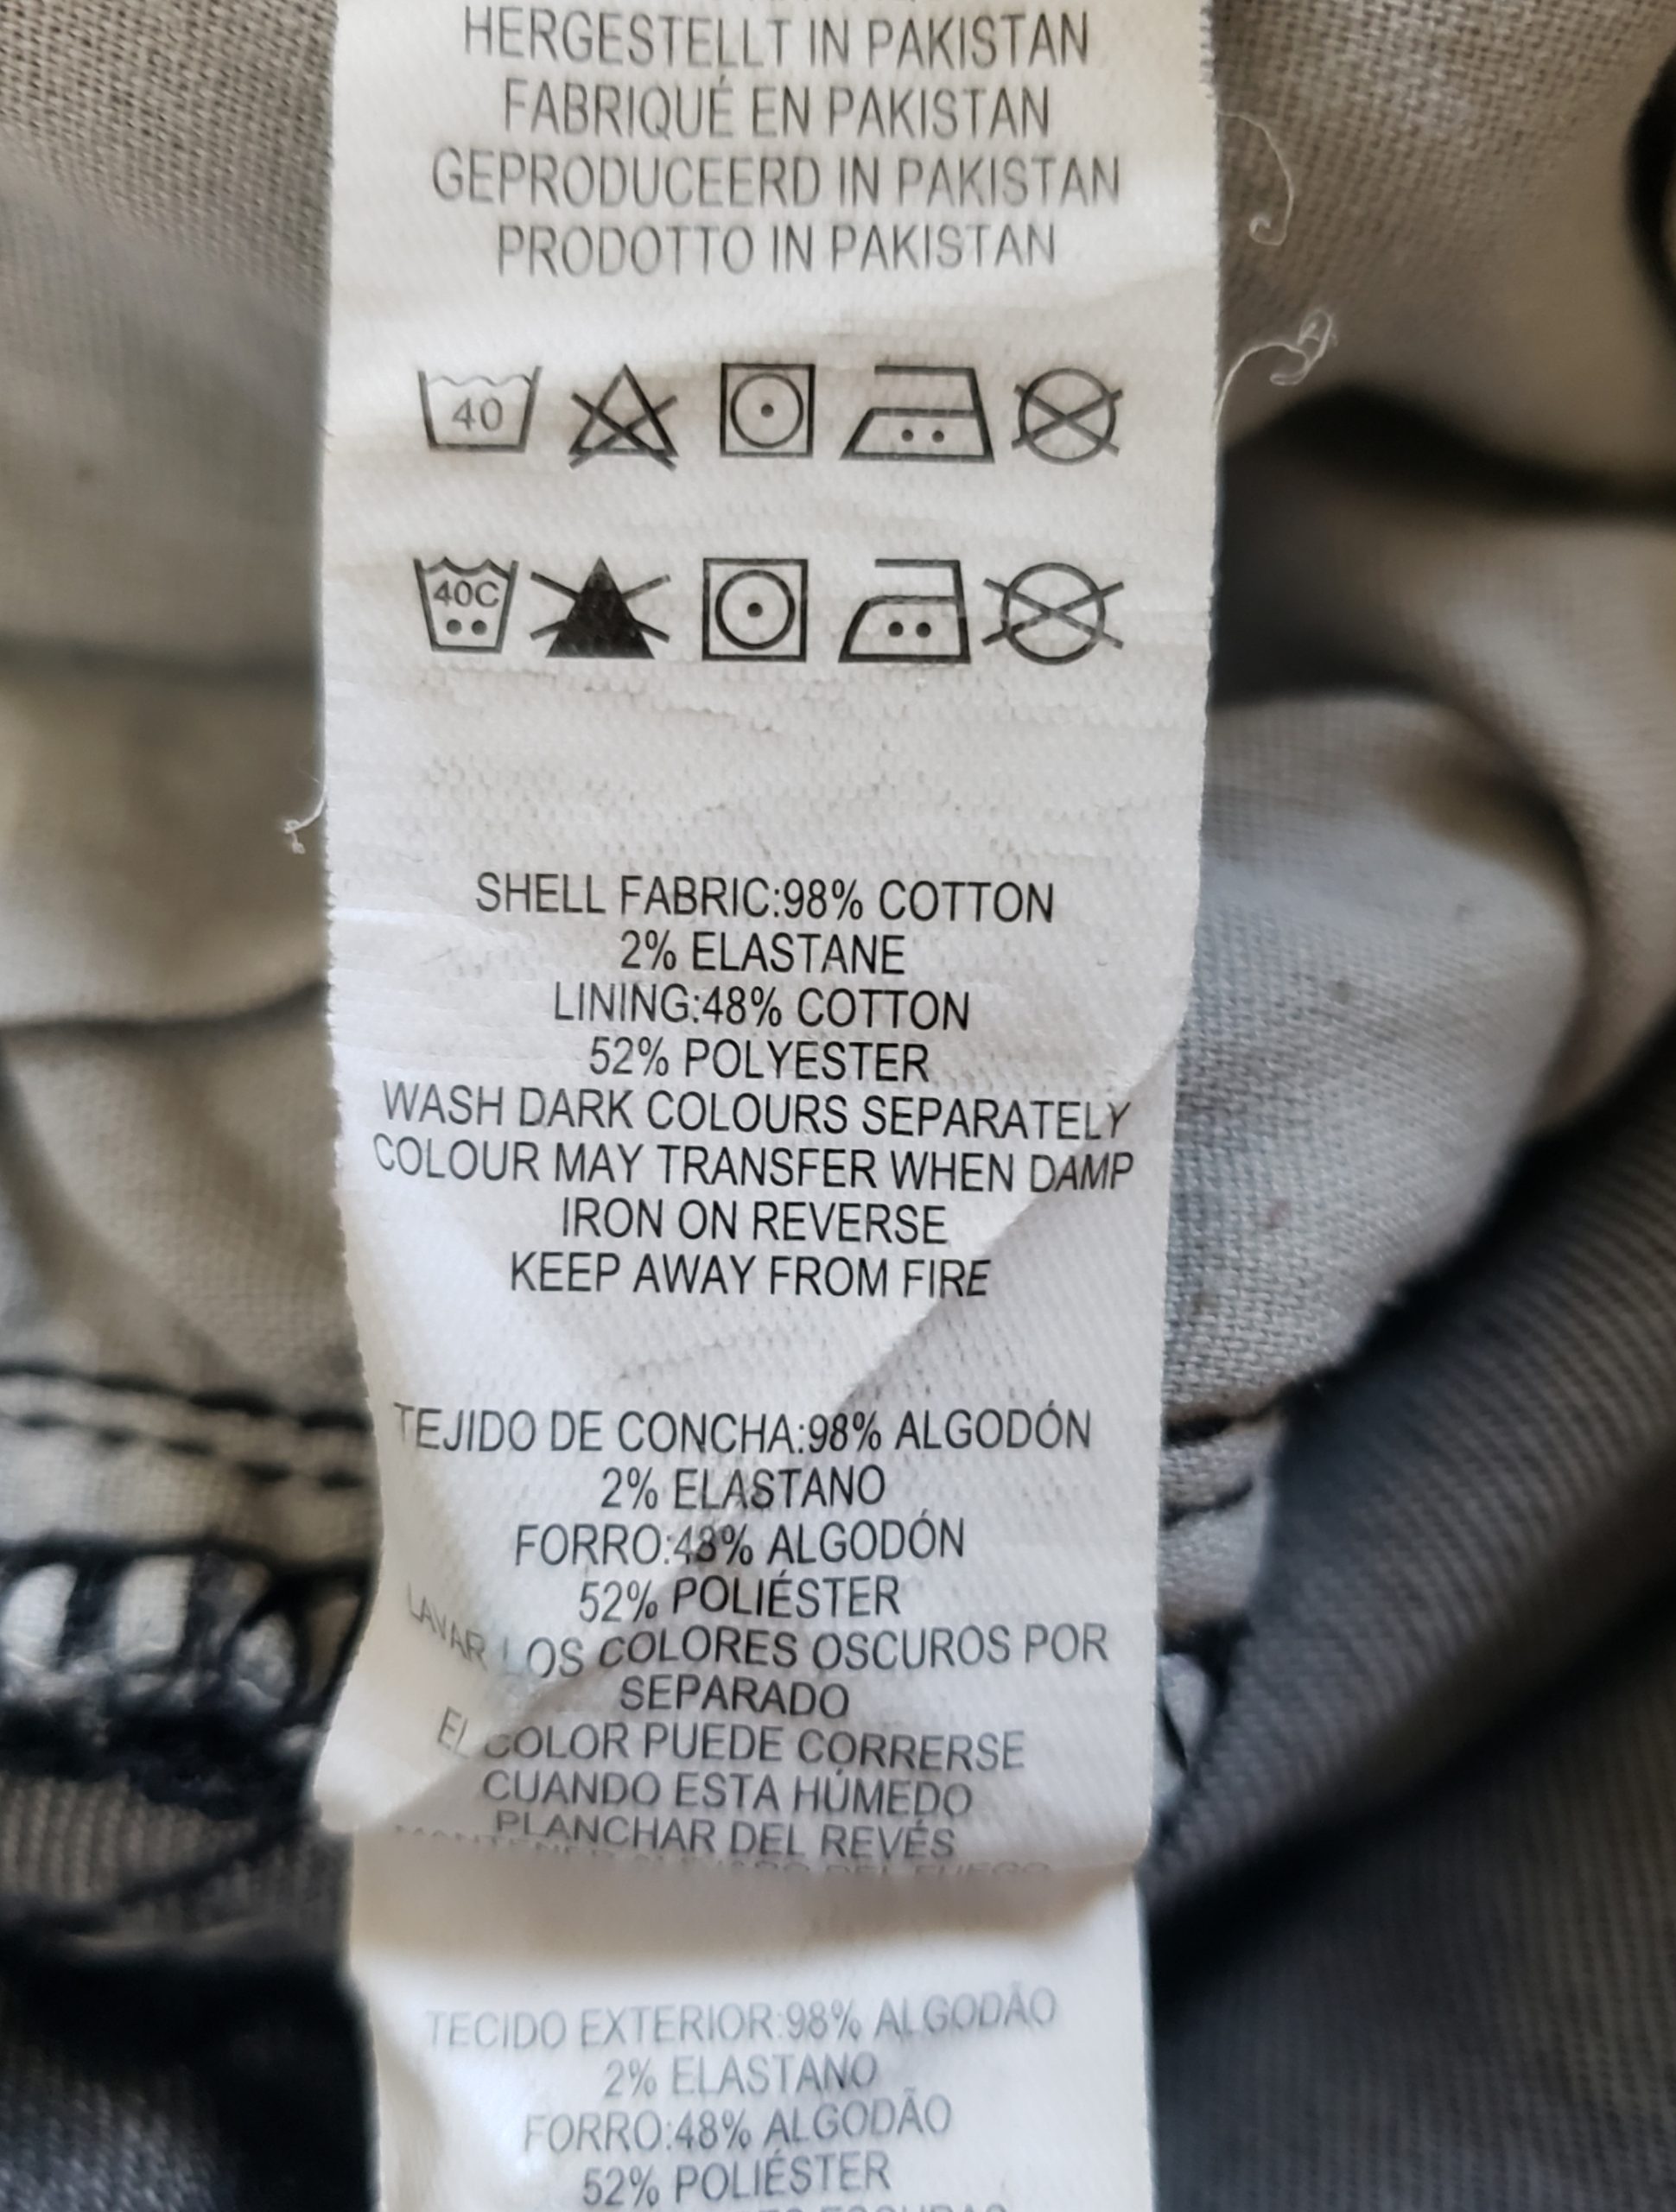 HERGESTELLT IN PAKISTAN
FABRIQUÉ EN PAKISTAN
GEPRODUCEERD IN PAKISTAN
PRODOTTO IN PAKISTAN
40
40C
SHELL FABRIC:98% COTTON
2% ELASTANE
LINING:48% COTTON
52% POLYESTER
WASH DARK COLOURS SEPARATELY
COLOUR MAY TRANSFER WHEN DAMP
IRON ON REVERSE
KEEP AWAY FROM FIRE
TEJIDO DE CONCHA:98% ALGODÓN
2% ELASTANO
FORRO:48% ALGODÓN
52% POLIÉSTER
LAVAR LOS COLORES OSCUROS POR
SEPARADO
EL COLOR PUEDE CORRERSE
CUANDO ESTA HÚMEDO
PLANCHAR DEL REVÉS
DEL FUEGO
TECIDO EXTERIOR:98% ALGODÃO
2% ELASTANO
FORRO:48% ALGODÃO
52% POLIÉSTER